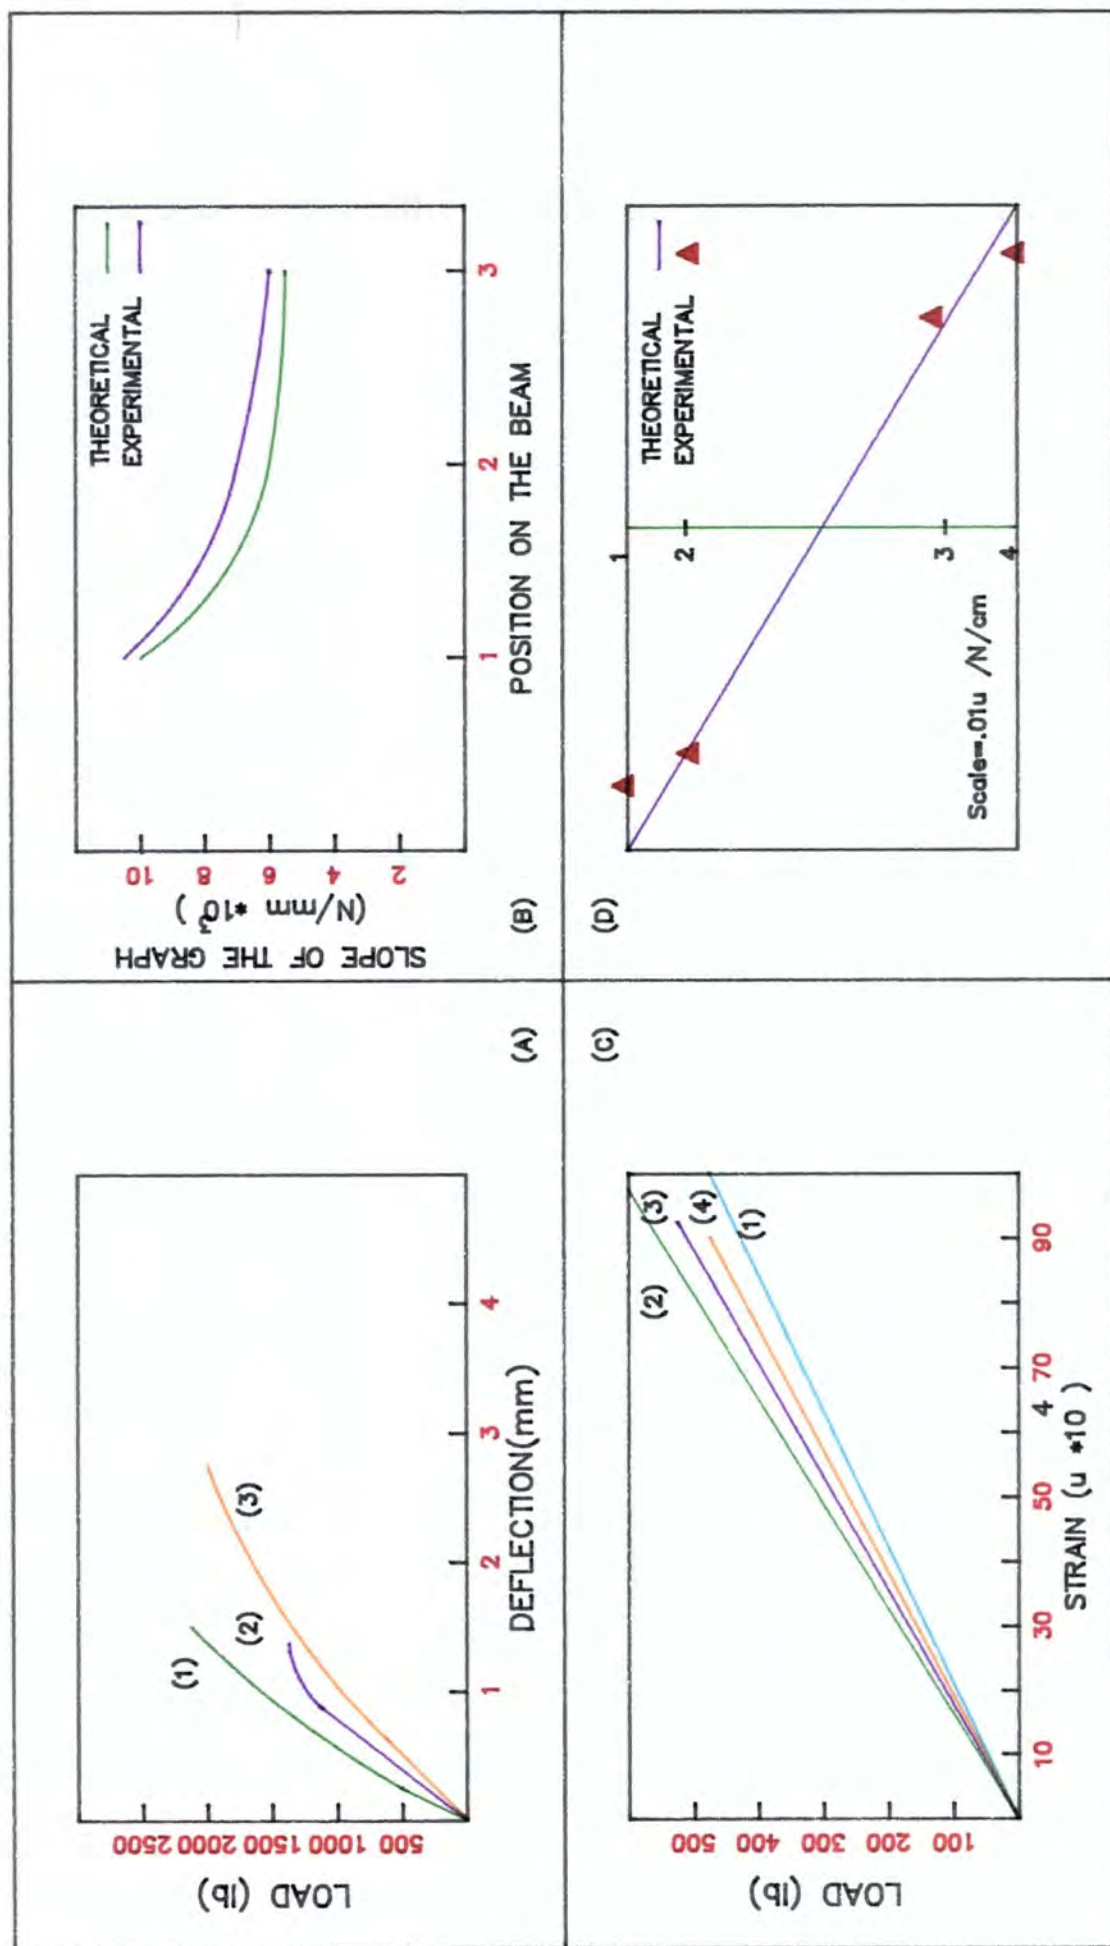 LOAD (lb)
2500
2000
1500
1000
500
(1)
(2)
(3)
1
2
3
4
DEFLECTION(mm)
(A)
SLOPE OF THE GRAPH
(N/mm *10 )
3
10
8
6
4
2
THEORETICAL
EXPERIMENTAL
1
2
3
POSITION ON THE BEAM
(B)
LOAD (lb)
500
400
300
200
100
(2)
(3)
(4)
(1)
10
30
50
70
90
4
STRAIN (u *10 )
(C)
(D)
1
2
3
4
THEORETICAL
EXPERIMENTAL
Scale=.01u /N/cm